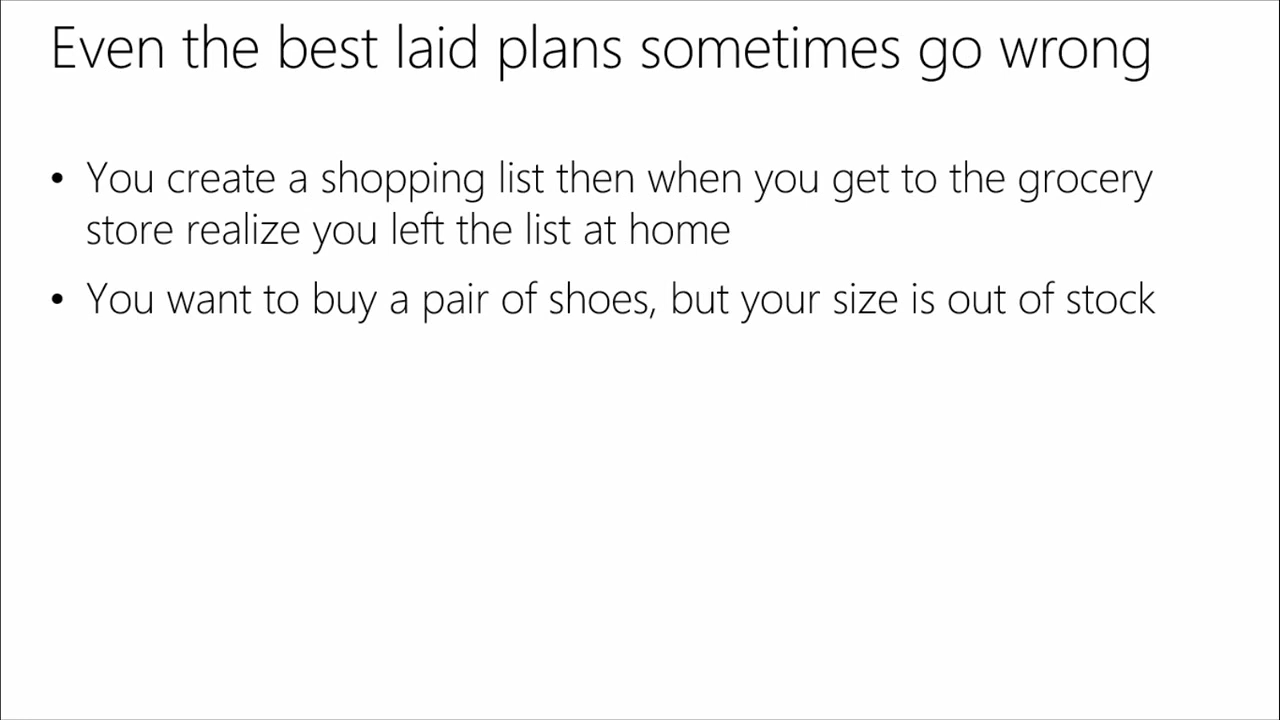 Even the best laid plans sometimes go wrong
• You create a shopping list then when you get to the grocery
store realize you left the list at home
• You want to buy a pair of shoes, but your size is out of stock